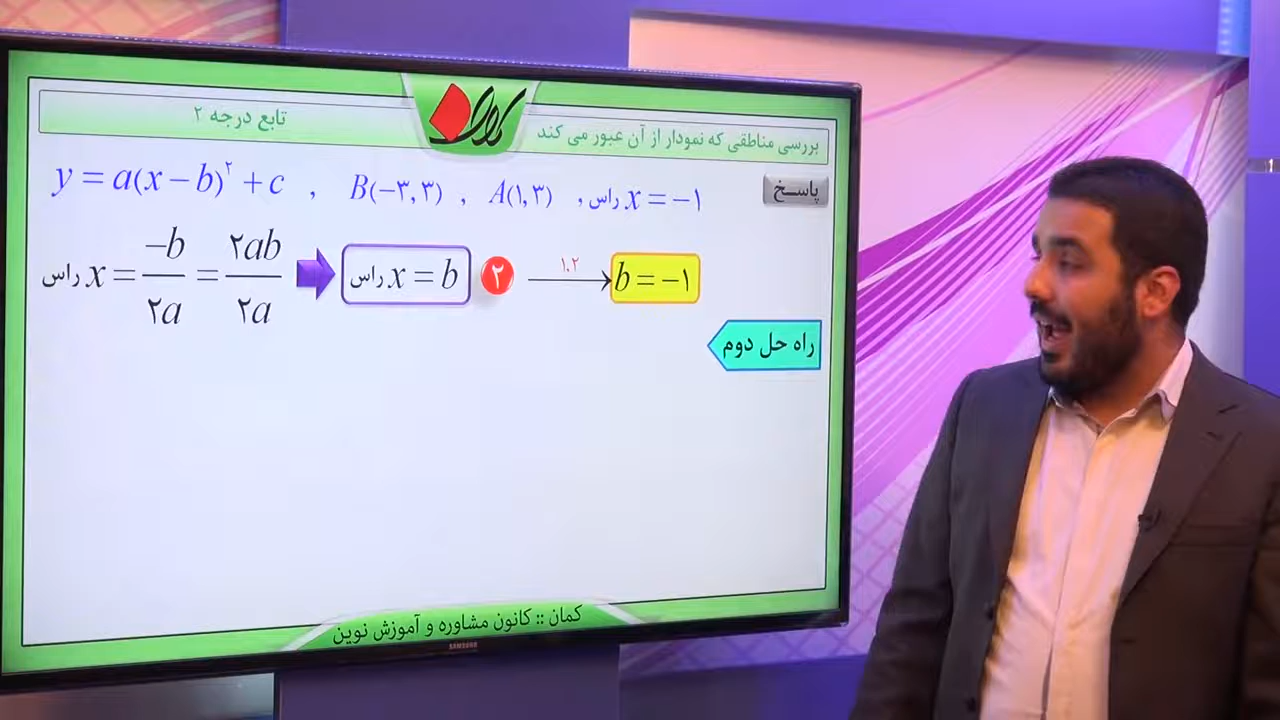 بررسی مناطقی که نمودار از آن عبور می کند
تابع درجه ۲
کمان
پاسخ
y = a(x − b)^۲ + c , B(−۳,۳) , A(۱,۳) , راس x = −۱
راس x = −b/۲a = ۲ab/۲a ➡ راس x = b ۲ ۱.۲ ⟶ b = −۱
راه حل دوم
کمان :: کانون مشاوره و آموزش نوین
SAMSUNG